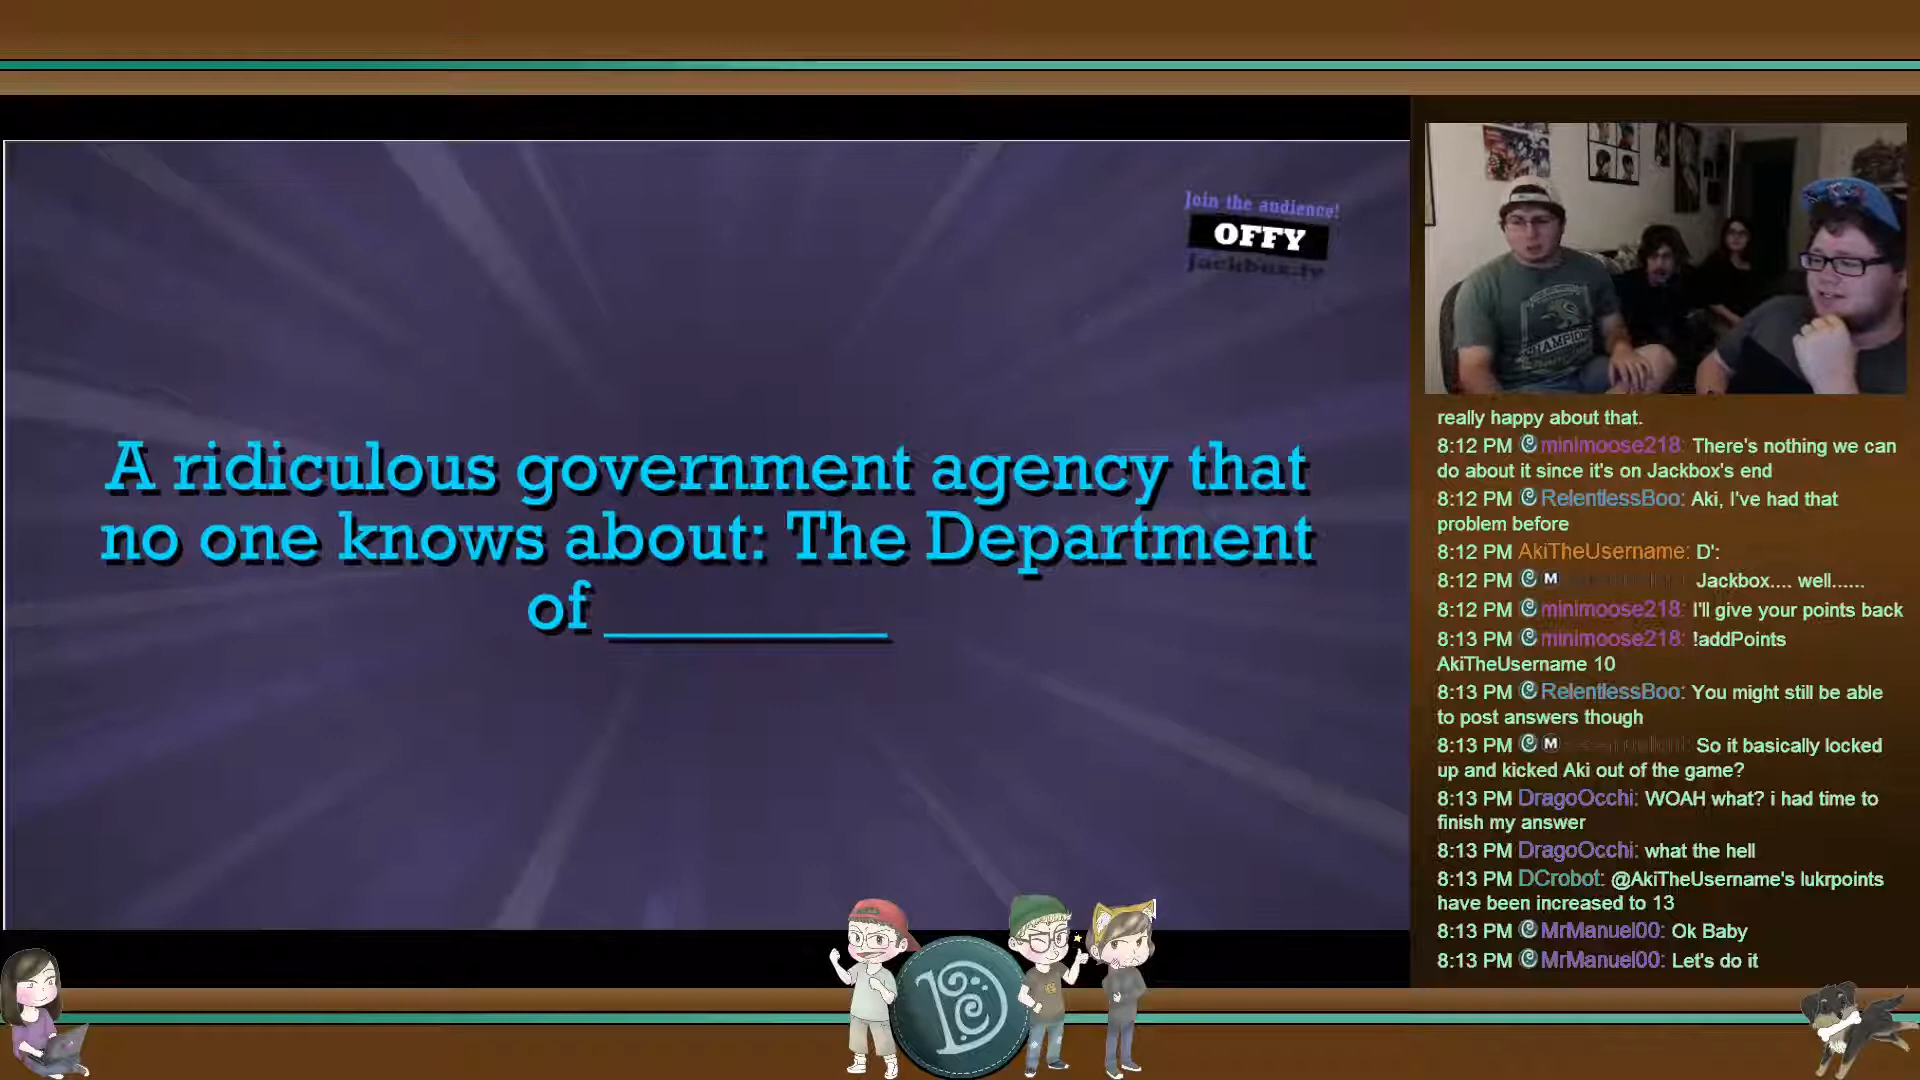 Join the audience!
OFFY
Jackbox.tv
A ridiculous government agency that
no one knows about: The Department
of __________
CHAMPION
really happy about that.
8:12 PM minimoose218: There's nothing we can
do about it since it's on Jackbox's end
8:12 PM RelentlessBoo: Aki, I've had that
problem before
8:12 PM AkiTheUsername: D':
8:12 PM M Jackbox.... well......
8:12 PM minimoose218: I'll give your points back
8:13 PM minimoose218: !addPoints
AkiTheUsername 10
8:13 PM RelentlessBoo: You might still be able
to post answers though
8:13 PM M So it basically locked
up and kicked Aki out of the game?
8:13 PM DragoOcchi: WOAH what? i had time to
finish my answer
8:13 PM DragoOcchi: what the hell
8:13 PM DCrobot: @AkiTheUsername's lukrpoints
have been increased to 13
8:13 PM MrManuel00: Ok Baby
8:13 PM MrManuel00: Let's do it